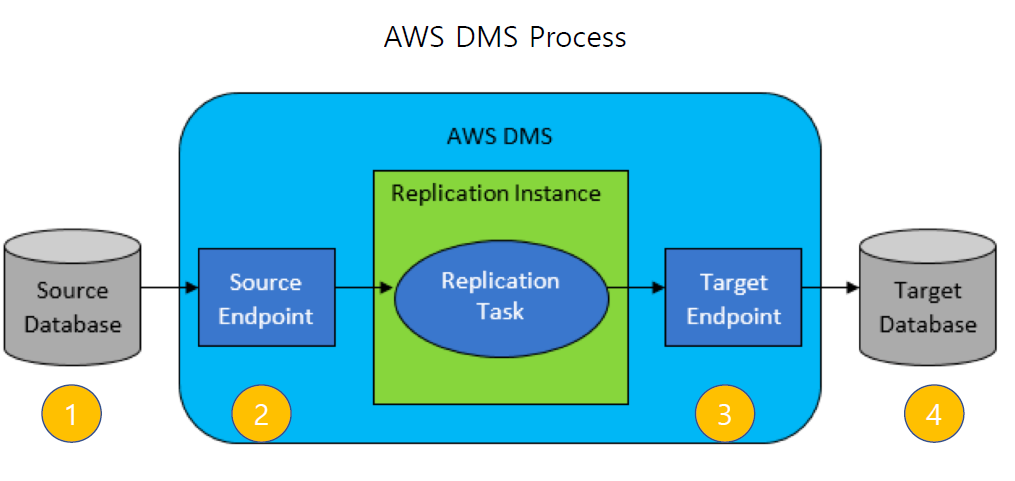 AWS DMS Process
AWS DMS
Replication Instance
Source
Database
Source
Endpoint
Replication
Task
Target
Endpoint
Target
Database
1
2
3
4